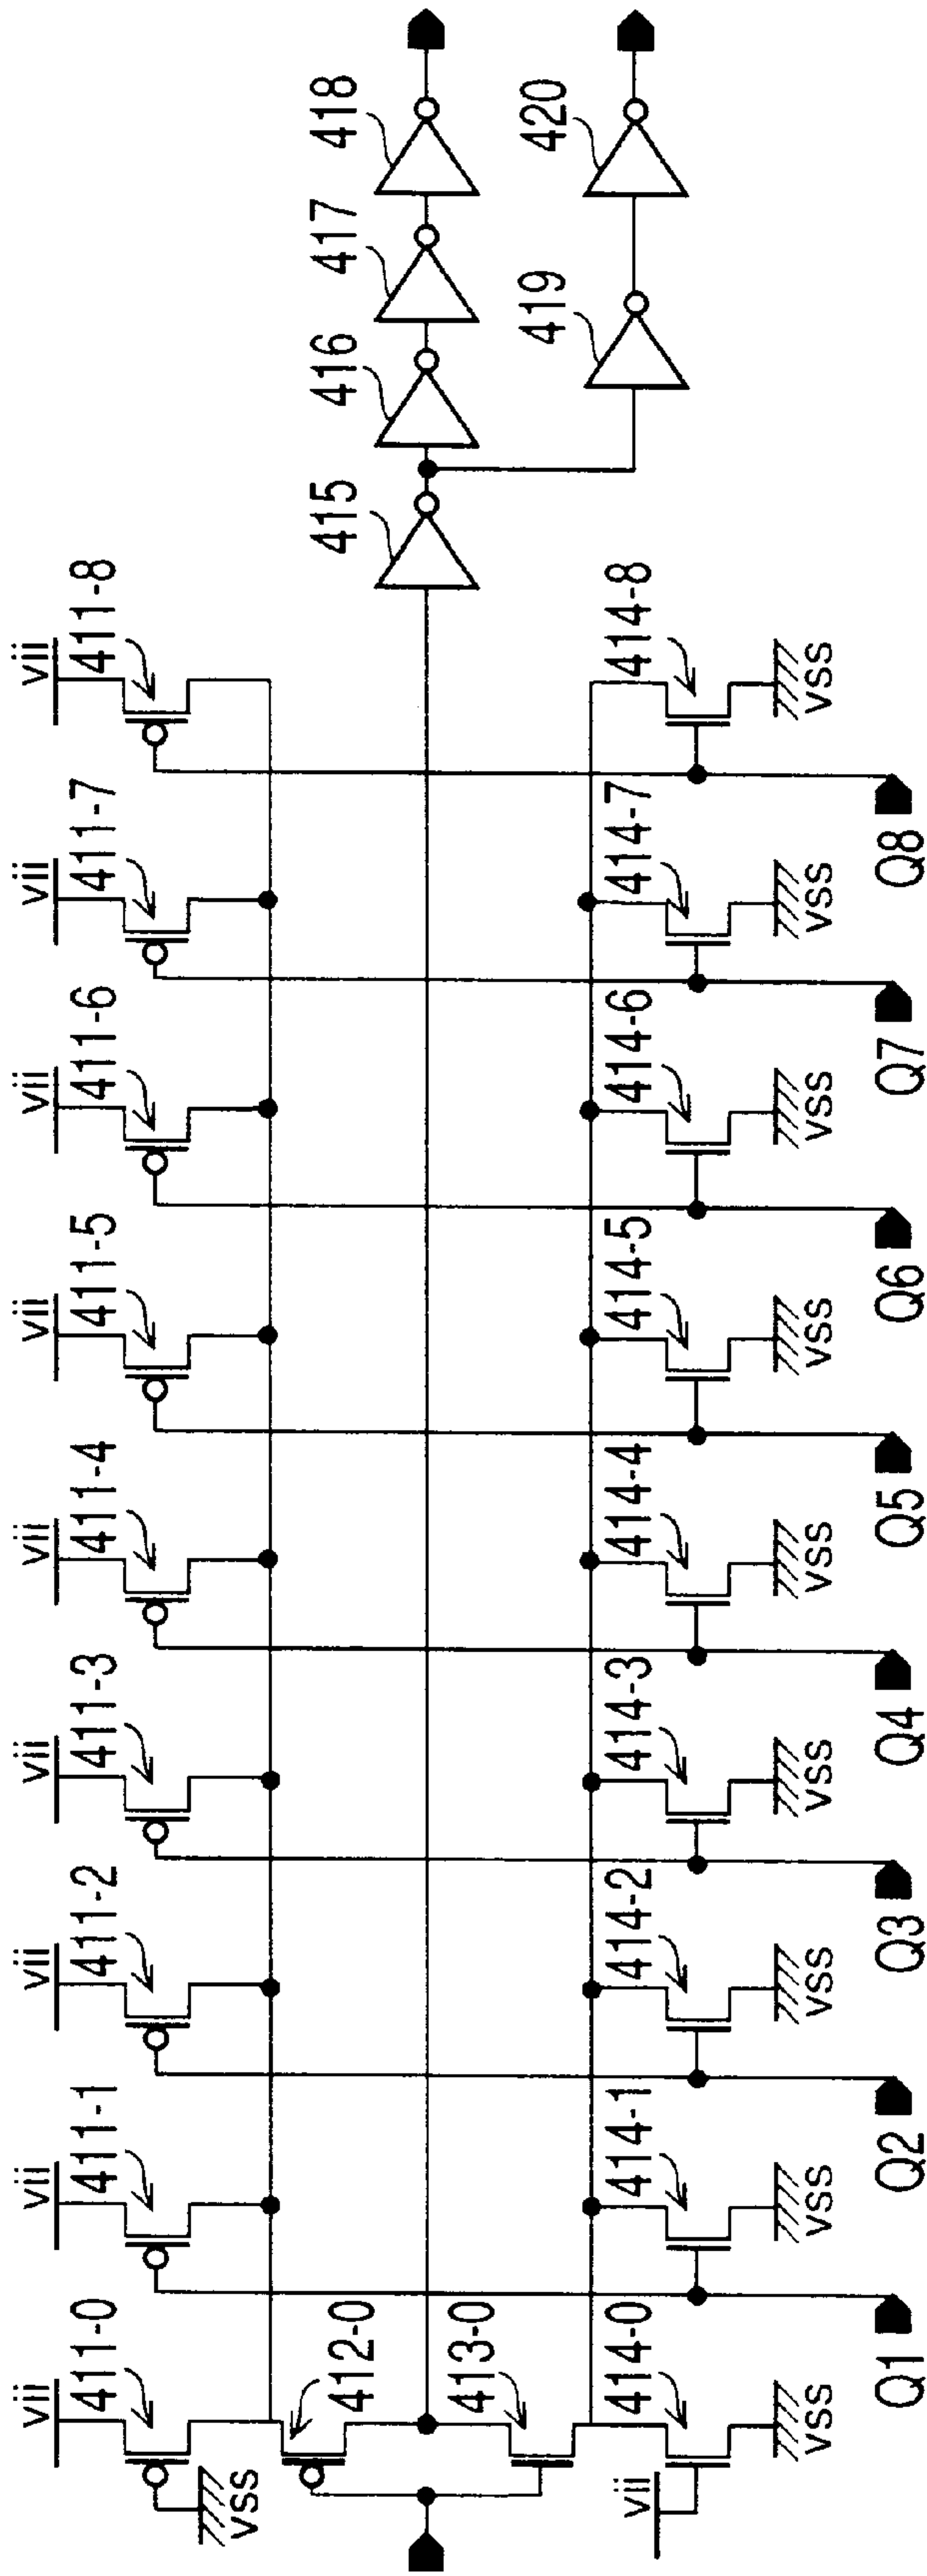 vii vii vii vii vii vii vii vii vii
411-0 411-1 411-2 411-3 411-4 411-5 411-6 411-7 411-8
vss
412-0
415 416 417 418
413-0
419 420
vii
414-0 414-1 414-2 414-3 414-4 414-5 414-6 414-7 414-8
vss vss vss vss vss vss vss vss vss
Q1 Q2 Q3 Q4 Q5 Q6 Q7 Q8